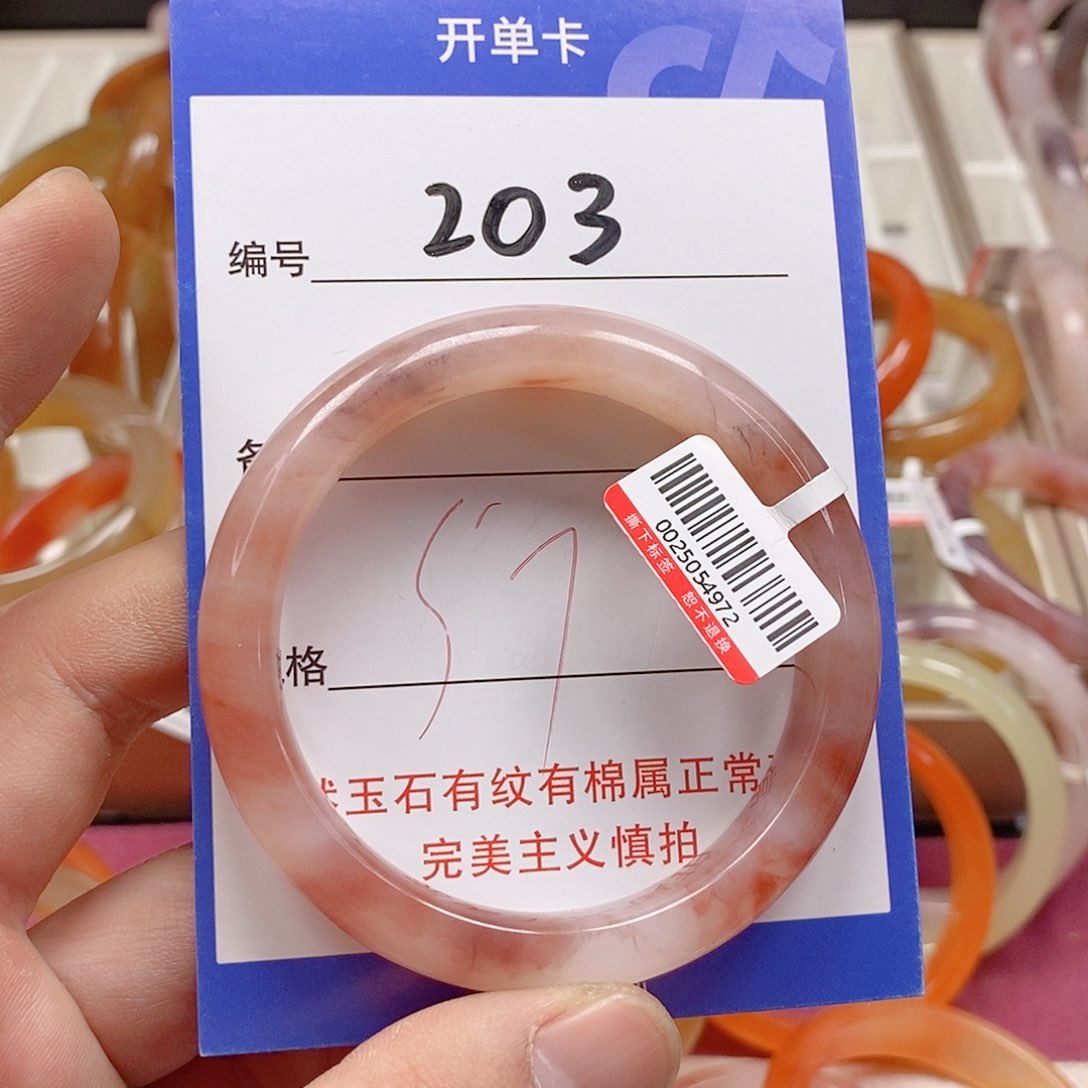 开单卡
编号 203
57
格
0025054972
撕下标签 恕不退换
玉石有纹有棉属正常
完美主义慎拍